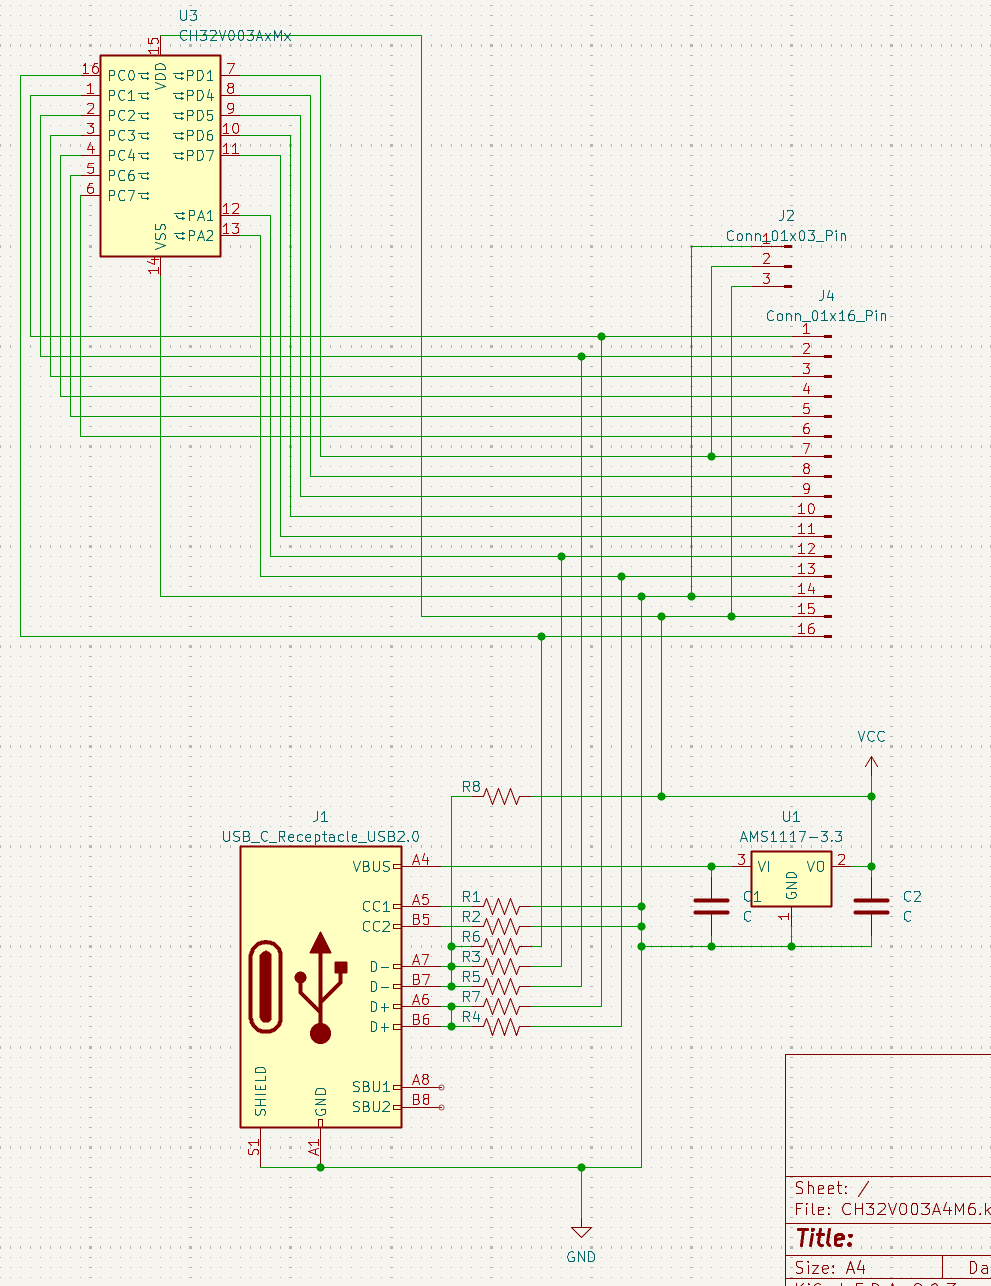 U3
CH32V003AxMx
15
VDD
16 PC0 PD1 7
1 PC1 PD4 8
2 PC2 PD5 9
3 PC3 PD6 10
4 PC4 PD7 11
5 PC6
6 PC7
PA1 12
PA2 13
VSS
14
J2
Conn_01x03_Pin
1
2
3
J4
Conn_01x16_Pin
1
2
3
4
5
6
7
8
9
10
11
12
13
14
15
16
VCC
R8
J1
USB_C_Receptacle_USB2.0
U1
AMS1117-3.3
VBUS A4
3 VI VO 2
GND
1
C1
C
C2
C
CC1 A5 R1
CC2 B5 R2
R6
D- A7 R3
D- B7 R5
D+ A6 R7
D+ B6 R4
SBU1 A8
SBU2 B8
SHIELD
GND
S1
A1
GND
Sheet: /
File: CH32V003A4M6.k
Title:
Size: A4
Da